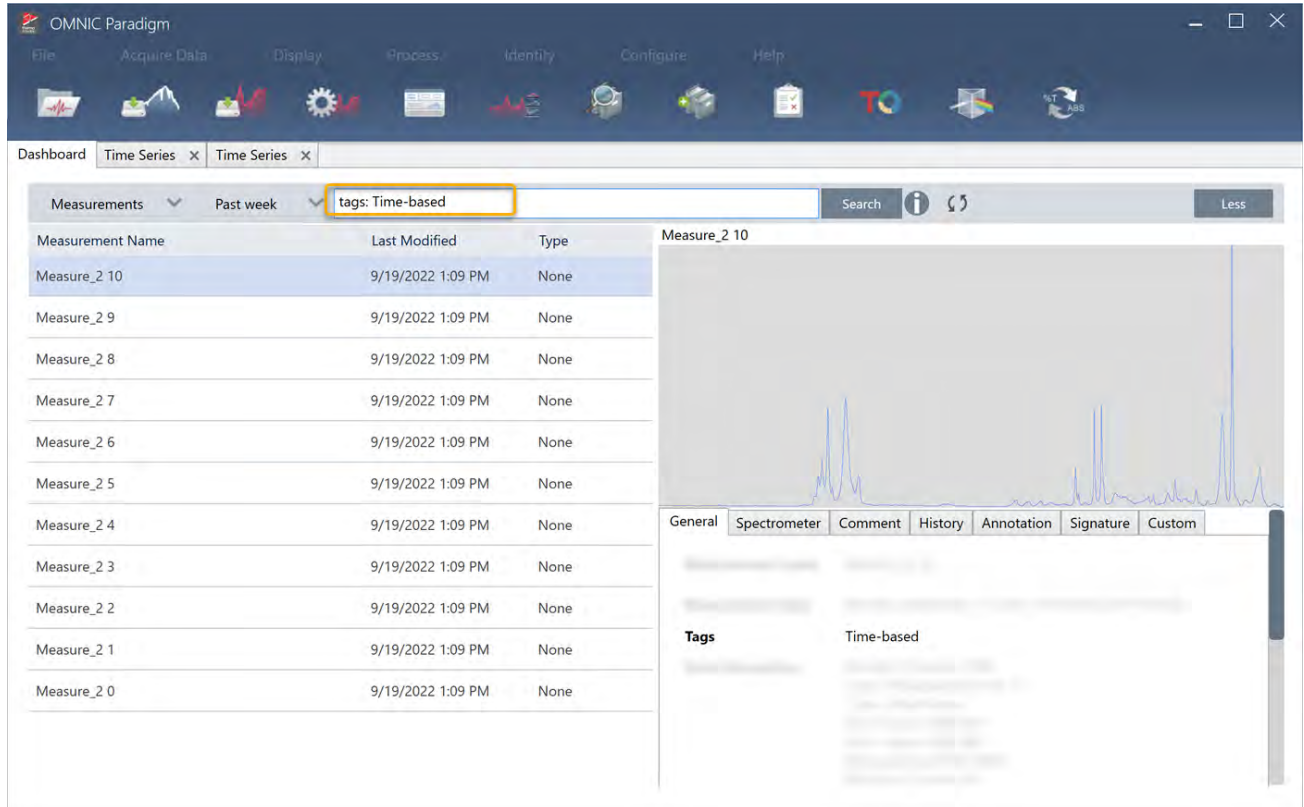 OMNIC Paradigm
File Acquire Data Display Process Identify Configure Help
TQ %T ABS
Dashboard Time Series Time Series
Measurements Past week tags: Time-based Search Less
Measurement Name Last Modified Type
Measure_2 10 9/19/2022 1:09 PM None
Measure_2 9 9/19/2022 1:09 PM None
Measure_2 8 9/19/2022 1:09 PM None
Measure_2 7 9/19/2022 1:09 PM None
Measure_2 6 9/19/2022 1:09 PM None
Measure_2 5 9/19/2022 1:09 PM None
Measure_2 4 9/19/2022 1:09 PM None
Measure_2 3 9/19/2022 1:09 PM None
Measure_2 2 9/19/2022 1:09 PM None
Measure_2 1 9/19/2022 1:09 PM None
Measure_2 0 9/19/2022 1:09 PM None
Measure_2 10
General Spectrometer Comment History Annotation Signature Custom
Tags Time-based